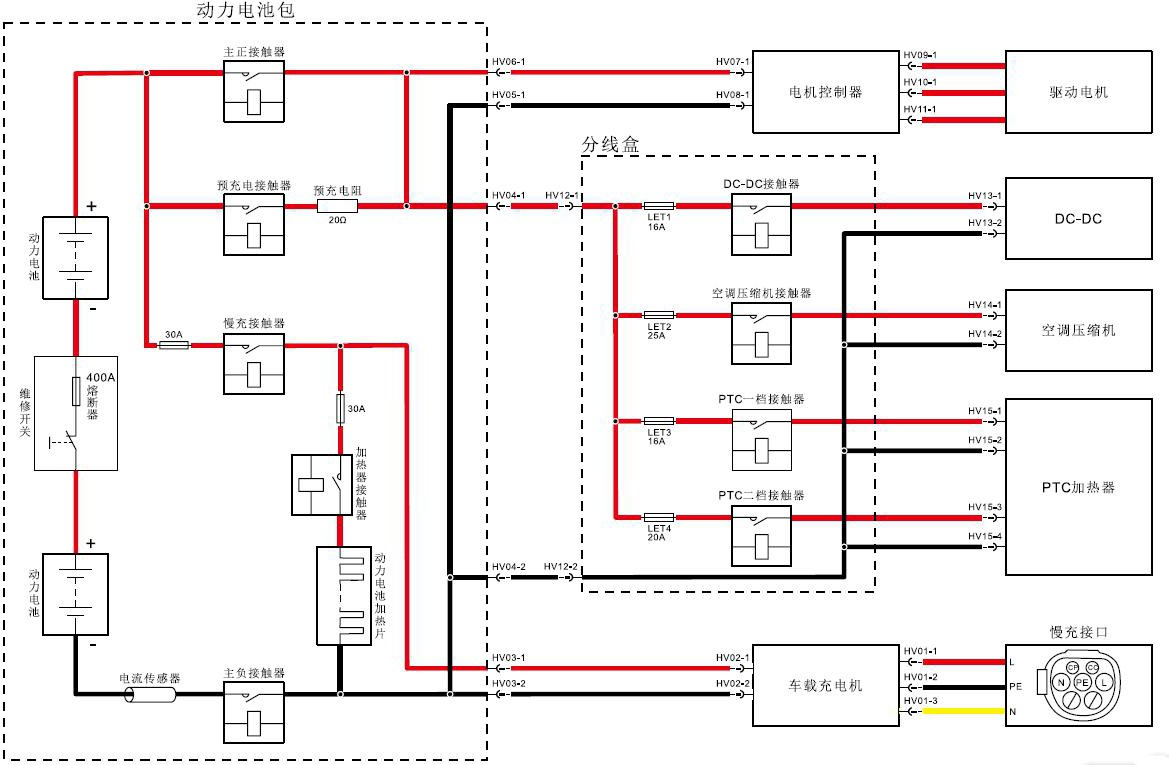 动力电池包
主正接触器
HV06-1
HV07-1
HV05-1
HV08-1
电机控制器
HV09-1
HV10-1
HV11-1
驱动电机
分线盒
预充电接触器
预充电阻
20Ω
HV04-1
HV12-1
LET1
16A
DC-DC接触器
HV13-1
HV13-2
DC-DC
+
动力电池
-
慢充接触器
30A
LET2
25A
空调压缩机接触器
HV14-1
HV14-2
空调压缩机
维修开关
400A
熔断器
30A
加热器接触器
LET3
16A
PTC一档接触器
HV15-1
HV15-2
PTC加热器
LET4
20A
PTC二档接触器
HV15-3
HV15-4
+
动力电池
-
动力电池加热片
HV04-2
HV12-2
电流传感器
主负接触器
HV03-1
HV02-1
HV03-2
HV02-2
车载充电机
HV01-1
HV01-2
HV01-3
慢充接口
L
PE
N
CP
CC
N
PE
L